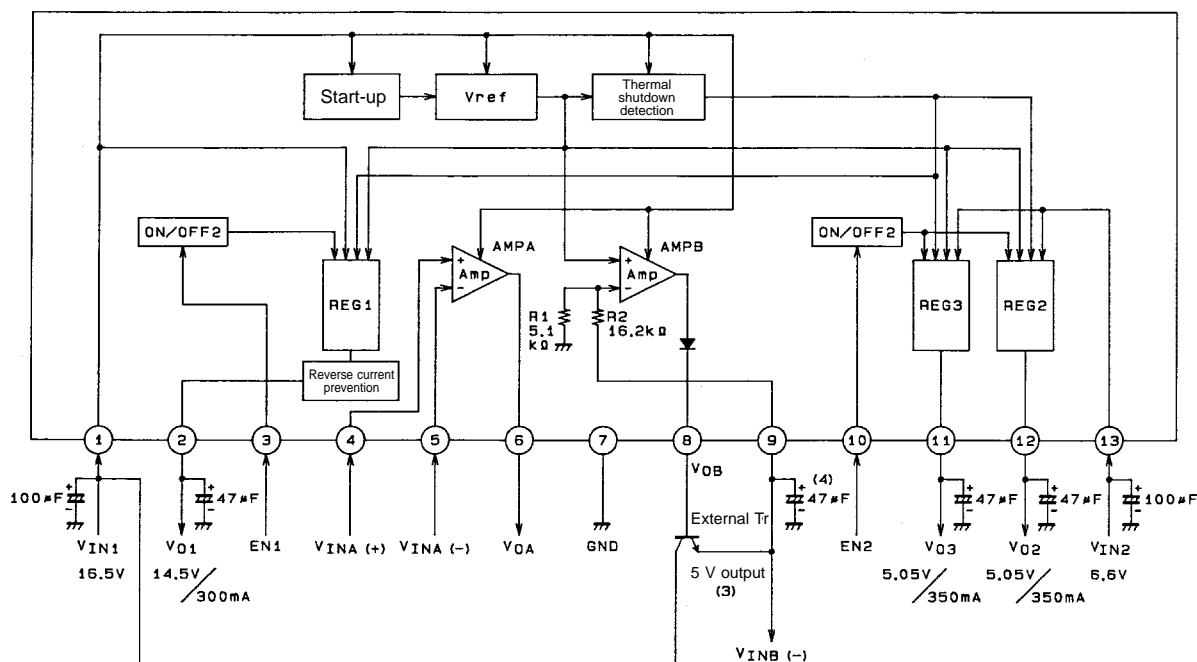 Start-up
Vref
Thermal
shutdown
detection
ON/OFF2
AMPA
AMPB
ON/OFF2
+
Amp
-
+
Amp
-
REG1
REG3
REG2
R1
5.1
kΩ
R2
16.2kΩ
Reverse current
prevention
1
2
3
4
5
6
7
8
9
10
11
12
13
VOB
100μF
+
-
+
47μF
-
+
(4)
47μF
-
+
47μF
-
+
47μF
-
+
100μF
-
External Tr
VIN1
16.5V
VO1
14.5V
/300mA
EN1
VINA (+)
VINA (-)
VOA
GND
5 V output
(3)
VINB (-)
EN2
VO3
5.05V
/350mA
VO2
5.05V
/350mA
VIN2
6.6V